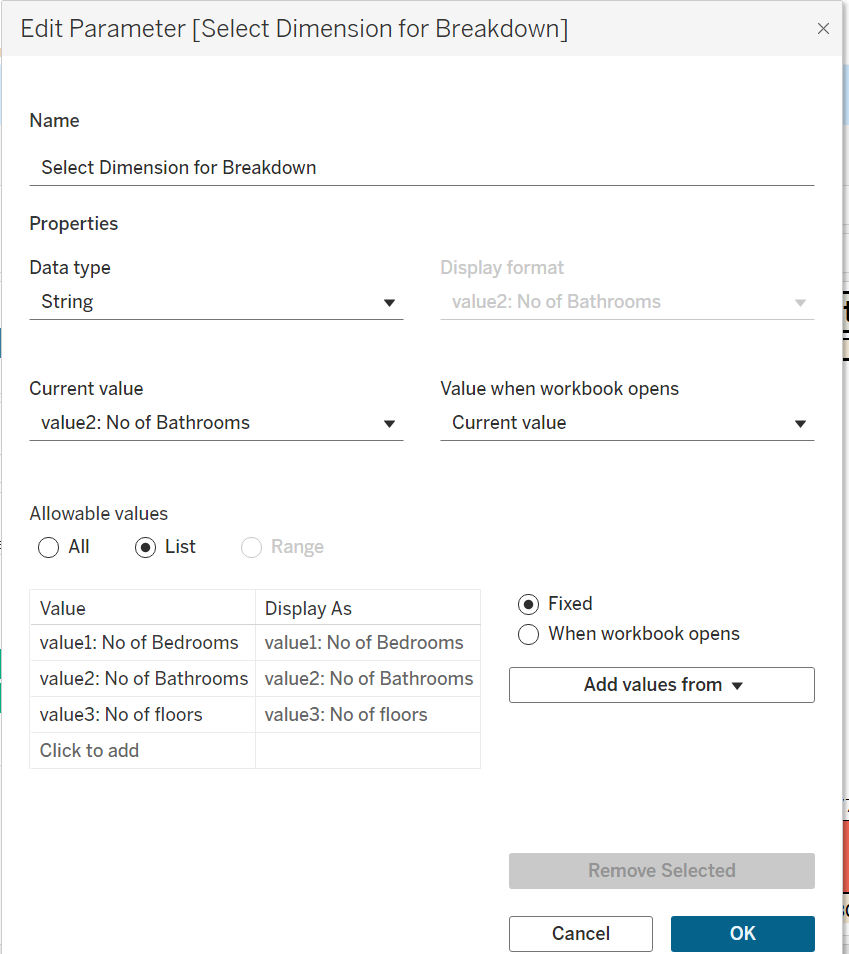 Edit Parameter [Select Dimension for Breakdown]
Name
Select Dimension for Breakdown
Properties
Data type Display format
String value2: No of Bathrooms
Current value Value when workbook opens
value2: No of Bathrooms Current value
Allowable values
All List Range
Value Display As
value1: No of Bedrooms value1: No of Bedrooms
value2: No of Bathrooms value2: No of Bathrooms
value3: No of floors value3: No of floors
Click to add
Fixed
When workbook opens
Add values from
Remove Selected
Cancel OK